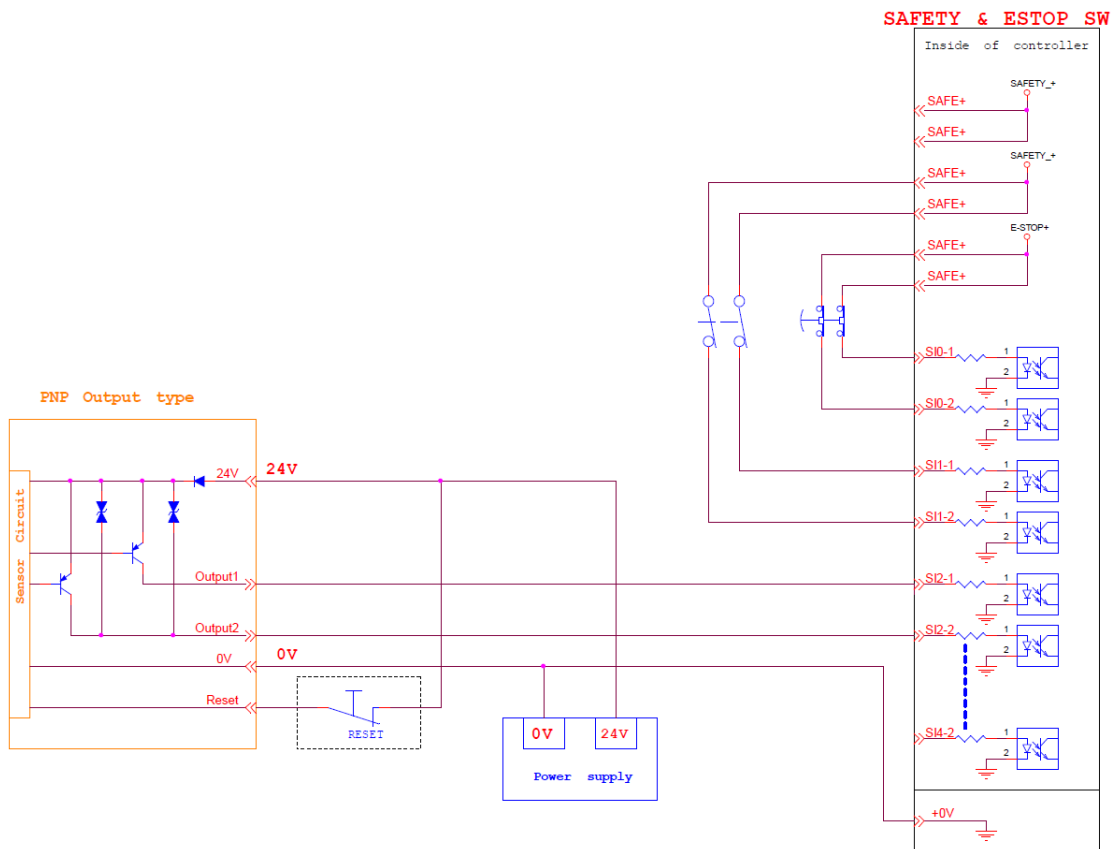 SAFETY & ESTOP SW
Inside of controller
SAFETY_+
SAFE+
SAFE+
SAFETY_+
SAFE+
SAFE+
E-STOP+
SAFE+
SAFE+
SI0-1
1
2
SI0-2
1
2
SI1-1
1
2
SI1-2
1
2
SI2-1
1
2
SI2-2
1
2
SI4-2
1
2
+0V
PNP Output type
Sensor Circuit
24V
24V
Output1
Output2
0V
0V
Reset
RESET
0V
24V
Power supply